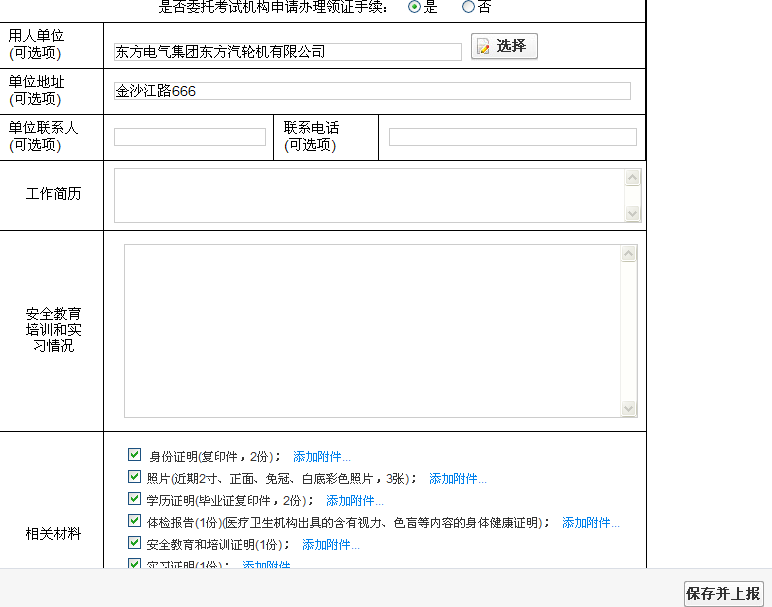 是否委托考试机构申请办理领证手续： 是 否
用人单位
(可选项)
东方电气集团东方汽轮机有限公司
选择
单位地址
(可选项)
金沙江路666
单位联系人
(可选项)
联系电话
(可选项)
工作简历
安全教育
培训和实
习情况
相关材料
身份证明(复印件，2份)； 添加附件...
照片(近期2寸、正面、免冠、白底彩色照片，3张)； 添加附件...
学历证明(毕业证复印件，2份)； 添加附件...
体检报告(1份)(医疗卫生机构出具的含有视力、色盲等内容的身体健康证明)； 添加附件...
安全教育和培训证明(1份)； 添加附件...
实习证明(1份)； 添加附件...
保存并上报